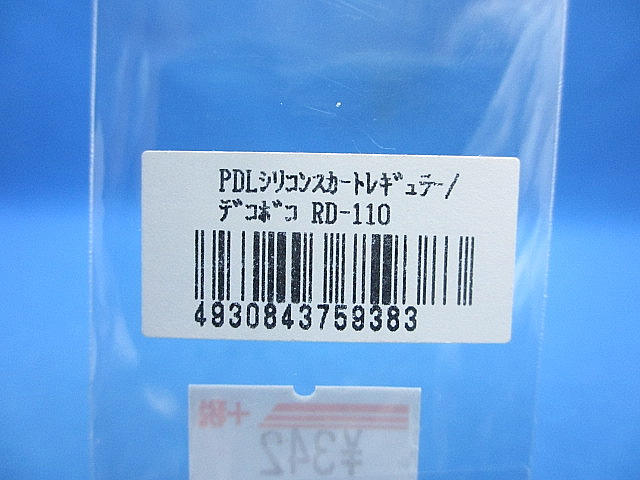 PDLシリコンスカートレギュラー/
デコボコ RD-110
4930843759383
¥342
+税